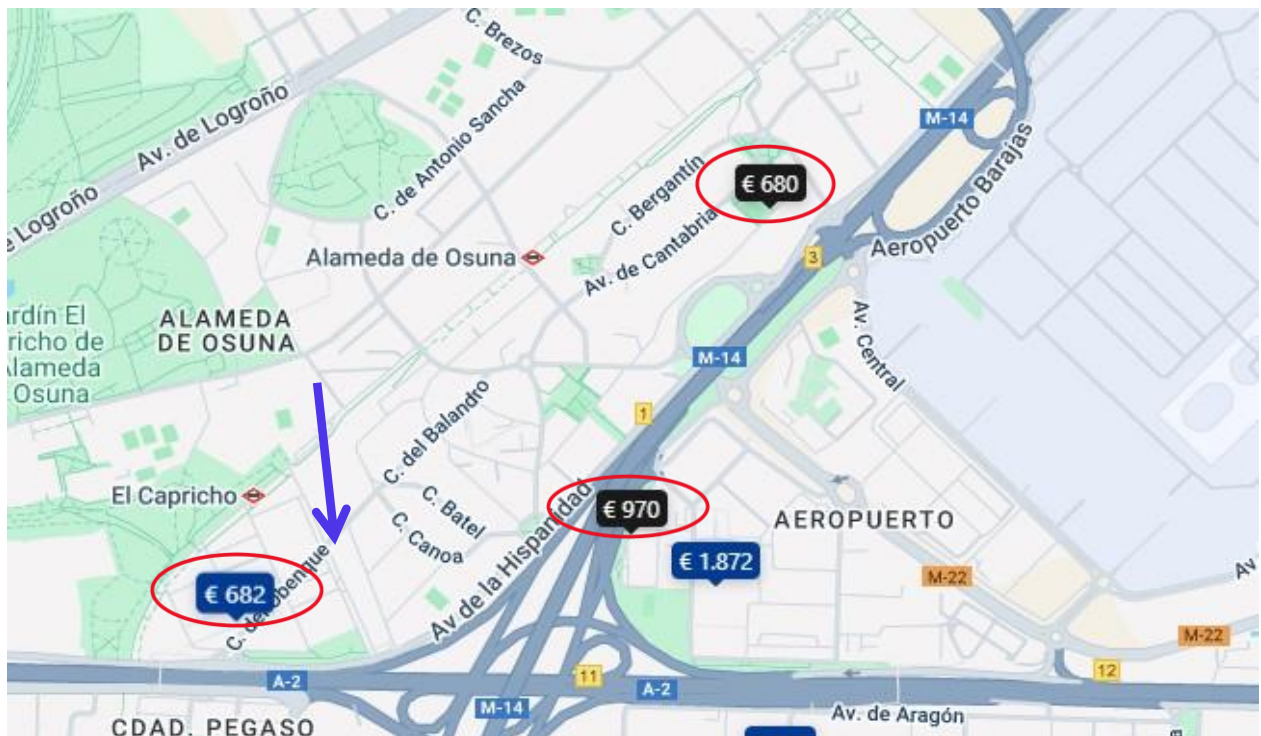 C. Brezos
Av. de Logroño
M-14
C. de Antonio Sancha
Aeropuerto Barajas
C. Bergantín
€ 680
Logroño
Alameda de Osuna
Av. de Cantabria
3
rdín El
richo de
lameda
Osuna
ALAMEDA
DE OSUNA
M-14
Av. Central
C. del Balandro
1
El Capricho
C. Batel
C. Canoa
€ 970
AEROPUERTO
Av de la Hispanidad
€ 1.872
Av
M-22
€ 682
M-22
A-2
11
A-2
12
M-14
Av. de Aragón
CDAD. PEGASO